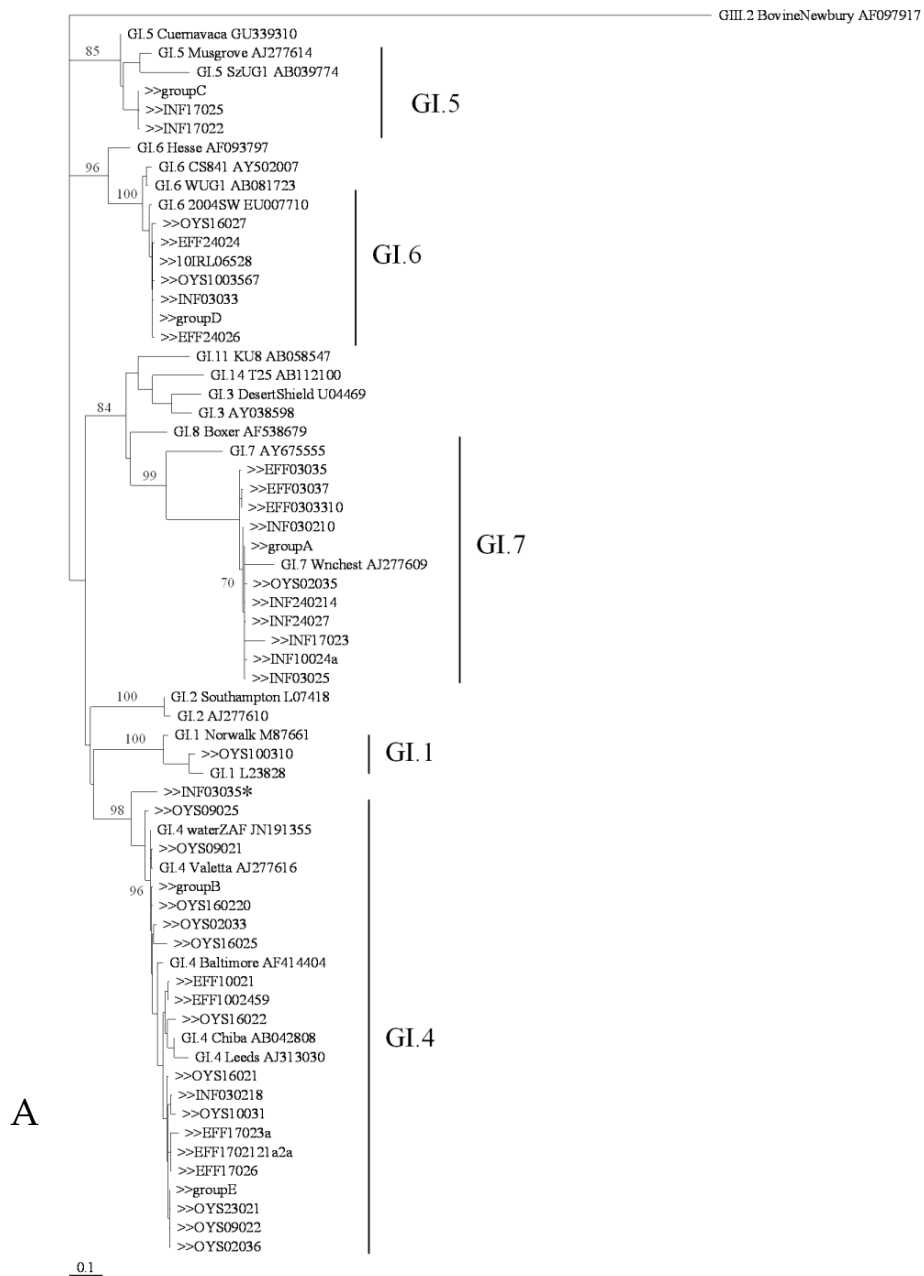 GIII.2 BovineNewbury AF097917
GI.5 Cuernavaca GU339310
85
GI.5 Musgrove AJ277614
GI.5 SzUG1 AB039774
>>groupC
GI.5
>>INF17025
>>INF17022
GI.6 Hesse AF093797
96
GI.6 CS841 AY502007
GI.6 WUG1 AB081723
100
GI.6 2004SW EU007710
>>OYS16027
>>EFF24024
GI.6
>>10IRL06528
>>OYS1003567
>>INF03033
>>groupD
>>EFF24026
GI.11 KU8 AB058547
GI.14 T25 AB112100
GI.3 DesertShield U04469
84
GI.3 AY038598
GI.8 Boxer AF538679
GI.7 AY675555
>>EFF03035
99
>>EFF03037
>>EFF0303310
>>INF030210
>>groupA
GI.7
GI.7 Wnchest AJ277609
70
>>OYS02035
>>INF240214
>>INF24027
>>INF17023
>>INF10024a
>>INF03025
100
GI.2 Southampton L07418
GI.2 AJ277610
GI.1 Norwalk M87661
100
>>OYS100310
GI.1
GI.1 L23828
>>INF03035*
98
>>OYS09025
GI.4 waterZAF JN191355
>>OYS09021
GI.4 Valetta AJ277616
>>groupB
96
>>OYS160220
>>OYS02033
>>OYS16025
GI.4 Baltimore AF414404
>>EFF10021
>>EFF1002459
>>OYS16022
GI.4 Chiba AB042808
GI.4
GI.4 Leeds AJ313030
>>OYS16021
>>INF030218
>>OYS10031
A
>>EFF17023a
>>EFF1702121a2a
>>EFF17026
>>groupE
>>OYS23021
>>OYS09022
>>OYS02036
0.1